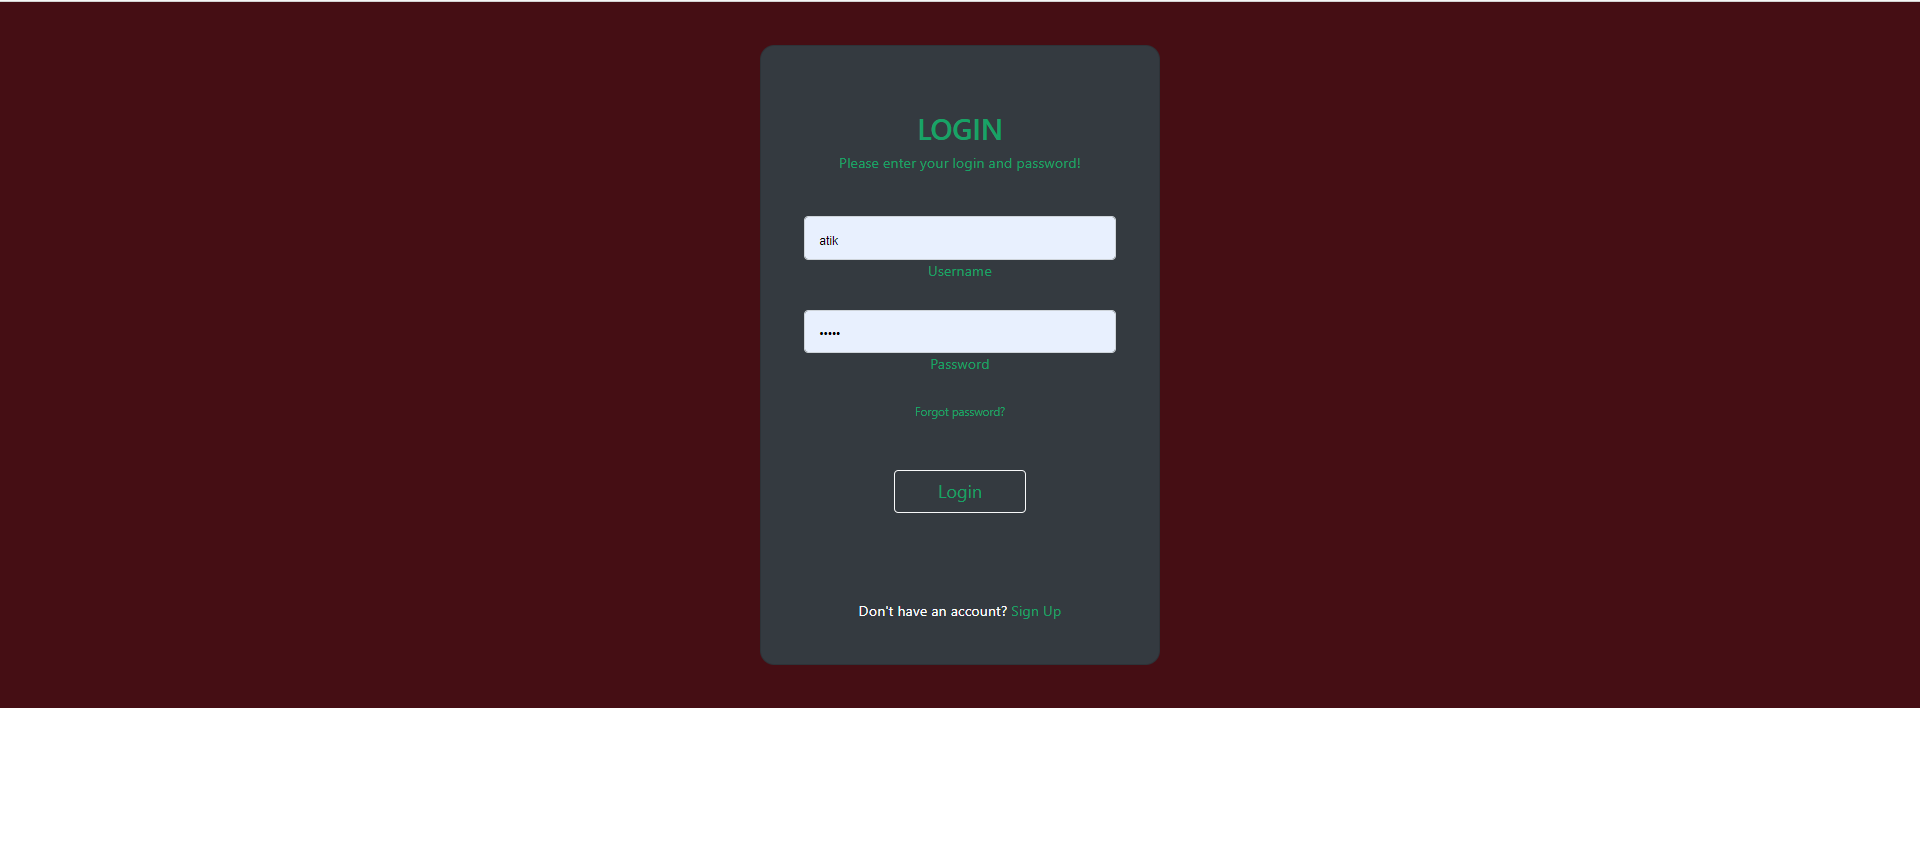 LOGIN
Please enter your login and password!
atik
Username
•••••
Password
Forgot password?
Login
Don't have an account? Sign Up